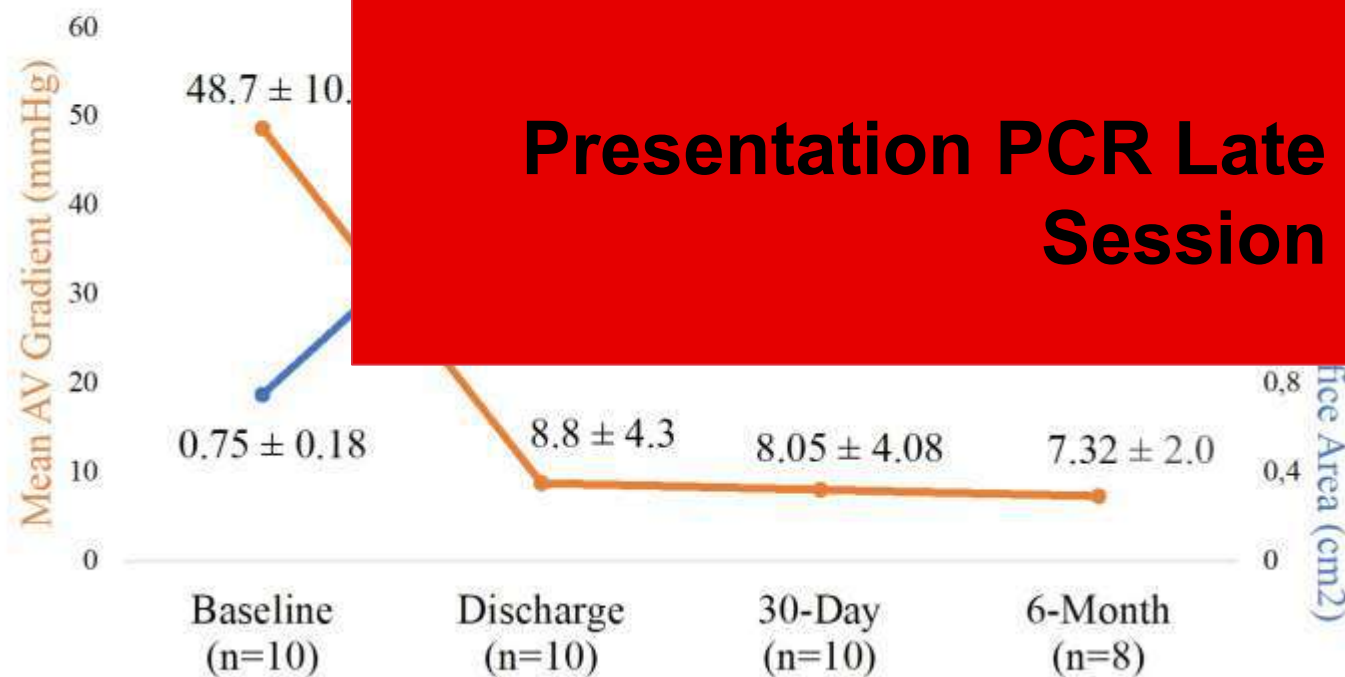 60
50
40
30
20
10
0
Mean AV Gradient (mmHg)
48.7 ± 10.
Presentation PCR Late
Session
0.75 ± 0.18
8.8 ± 4.3
8.05 ± 4.08
7.32 ± 2.0
0,8
0,4
0
Area (cm2)
Baseline
(n=10)
Discharge
(n=10)
30-Day
(n=10)
6-Month
(n=8)